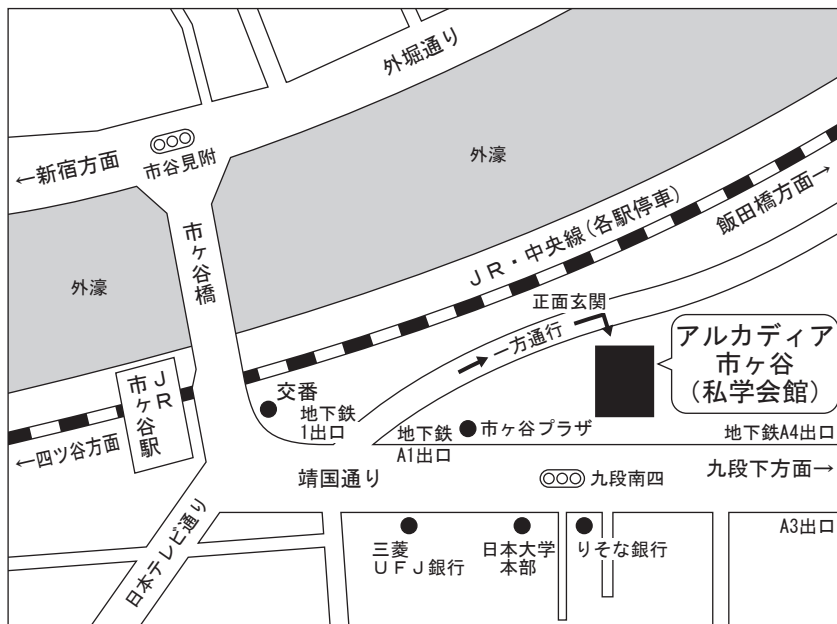 外堀通り
←新宿方面
市谷見附
外濠
飯田橋方面→
市ヶ谷橋
JR・中央線(各駅停車)
外濠
正面玄関
一方通行
アルカディア
市ヶ谷
(私学会館)
JR
市ヶ谷駅
交番
地下鉄
1出口
地下鉄
A1出口
市ヶ谷プラザ
地下鉄A4出口
←四ツ谷方面
靖国通り
九段南四
九段下方面→
日本テレビ通り
三菱
UFJ銀行
日本大学
本部
りそな銀行
A3出口